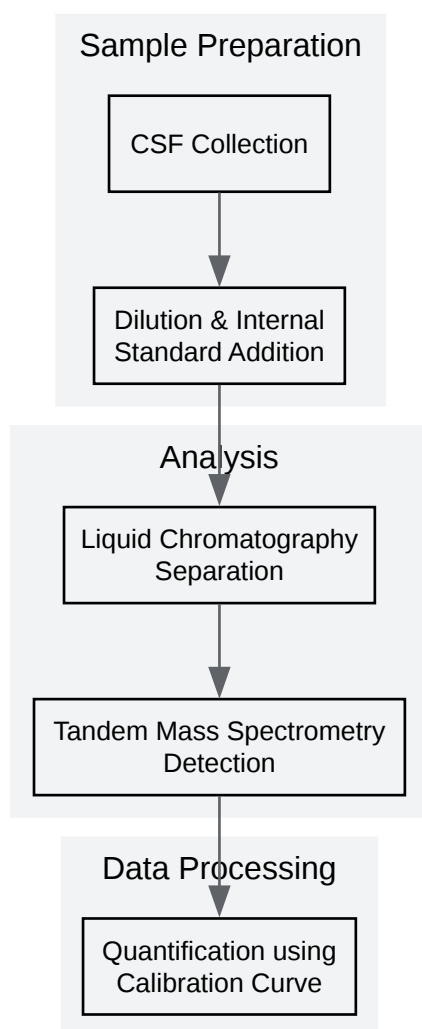 Sample Preparation
CSF Collection
Dilution & Internal
Standard Addition
Analysis
Liquid Chromatography
Separation
Tandem Mass Spectrometry
Detection
Data Processing
Quantification using
Calibration Curve